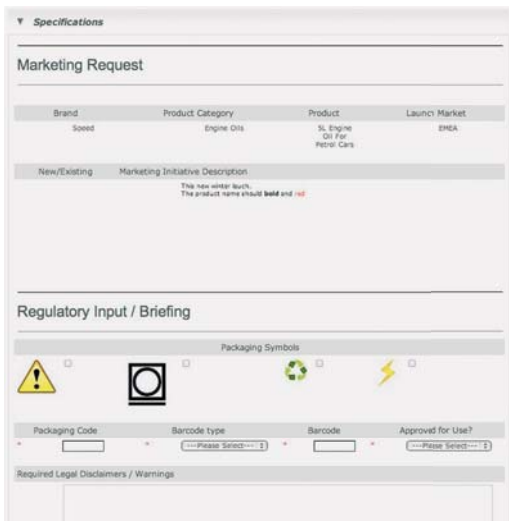 ▼ Specifications
Marketing Request
Brand Product Category Product Launch Market
Speed Engine Oils 5L Engine EMEA
Oil For
Petrol Cars
New/Existing Marketing Initiative Description
This new winter lauch.
The product name should bold and red
Regulatory Input / Briefing
Packaging Symbols
Packaging Code Barcode type Barcode Approved for Use?
* * ---Please Select--- * * ---Please Select---
Required Legal Disclaimers / Warnings